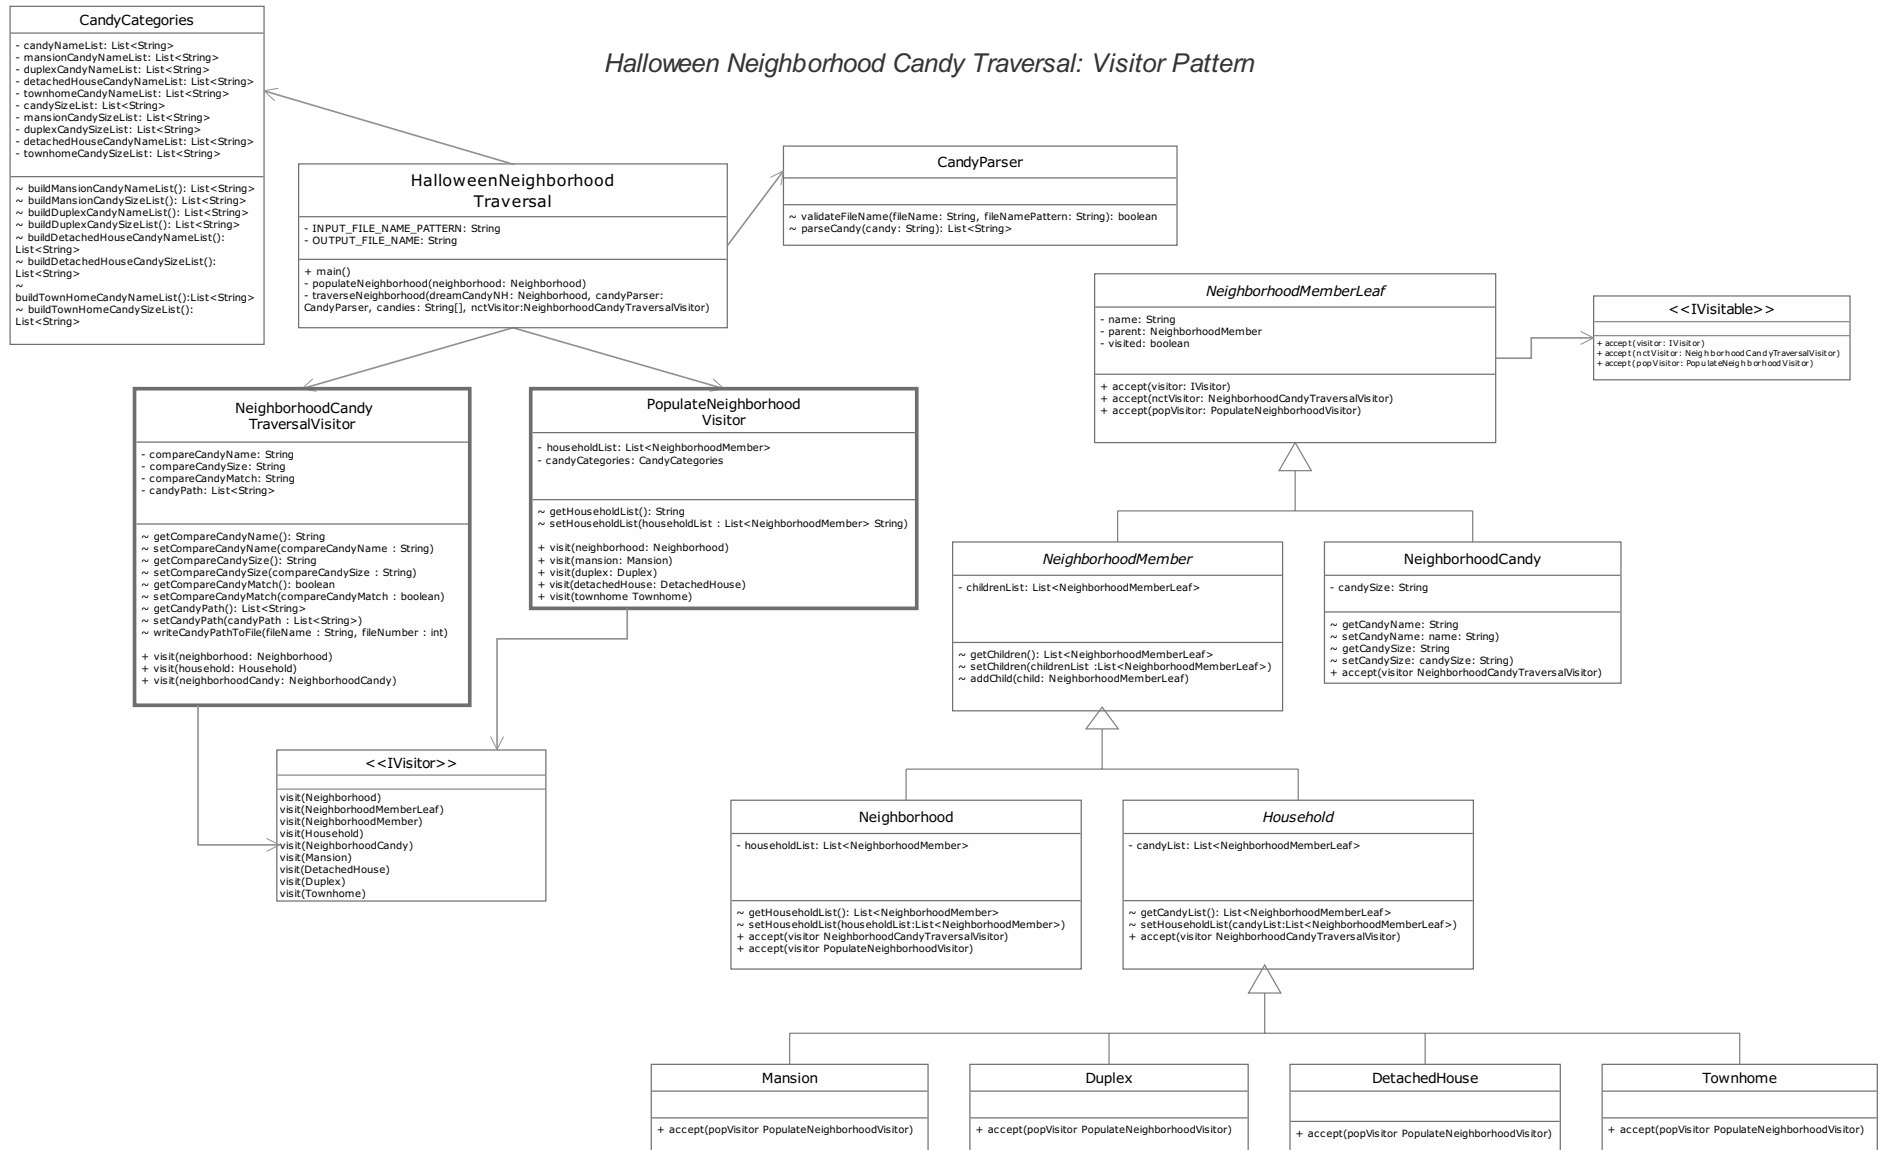 Halloween Neighborhood Candy Traversal: Visitor Pattern
CandyCategories
- candyNameList: List<String>
- mansionCandyNameList: List<String>
- duplexCandyNameList: List<String>
- detachedHouseCandyNameList: List<String>
- townhomeCandyNameList: List<String>
- candySizeList: List<String>
- mansionCandySizeList: List<String>
- duplexCandySizeList: List<String>
- detachedHouseCandyNameList: List<String>
- townhomeCandySizeList: List<String>
~ buildMansionCandyNameList(): List<String>
~ buildMansionCandySizeList(): List<String>
~ buildDuplexCandyNameList(): List<String>
~ buildDuplexCandySizeList(): List<String>
~ buildDetachedHouseCandyNameList():
List<String>
~ buildDetachedHouseCandySizeList():
List<String>
~
buildTownHomeCandyNameList():List<String>
~ buildTownHomeCandySizeList():
List<String>
HalloweenNeighborhood
Traversal
- INPUT_FILE_NAME_PATTERN: String
- OUTPUT_FILE_NAME: String
+ main()
- populateNeighborhood(neighborhood: Neighborhood)
- traverseNeighborhood(dreamCandyNH: Neighborhood, candyParser:
CandyParser, candies: String[], nctVisitor:NeighborhoodCandyTraversalVisitor)
CandyParser
~ validateFileName(fileName: String, fileNamePattern: String): boolean
~ parseCandy(candy: String): List<String>
NeighborhoodMemberLeaf
- name: String
- parent: NeighborhoodMember
- visited: boolean
+ accept(visitor: IVisitor)
+ accept(nctVisitor: NeighborhoodCandyTraversalVisitor)
+ accept(popVisitor: PopulateNeighborhoodVisitor)
<<IVisitable>>
+ accept(visitor: IVisitor)
+ accept(nctVisitor: NeighborhoodCandyTraversalVisitor)
+ accept(popVisitor: PopulateNeighborhoodVisitor)
NeighborhoodCandy
TraversalVisitor
- compareCandyName: String
- compareCandySize: String
- compareCandyMatch: String
- candyPath: List<String>
~ getCompareCandyName(): String
~ setCompareCandyName(compareCandyName : String)
~ getCompareCandySize(): String
~ setCompareCandySize(compareCandySize : String)
~ getCompareCandyMatch(): boolean
~ setCompareCandyMatch(compareCandyMatch : boolean)
~ getCandyPath(): List<String>
~ setCandyPath(candyPath : List<String>)
~ writeCandyPathToFile(fileName : String, fileNumber : int)
+ visit(neighborhood: Neighborhood)
+ visit(household: Household)
+ visit(neighborhoodCandy: NeighborhoodCandy)
PopulateNeighborhood
Visitor
- householdList: List<NeighborhoodMember>
- candyCategories: CandyCategories
~ getHouseholdList(): String
~ setHouseholdList(householdList : List<NeighborhoodMember> String)
+ visit(neighborhood: Neighborhood)
+ visit(mansion: Mansion)
+ visit(duplex: Duplex)
+ visit(detachedHouse: DetachedHouse)
+ visit(townhome Townhome)
NeighborhoodMember
- childrenList: List<NeighborhoodMemberLeaf>
~ getChildren(): List<NeighborhoodMemberLeaf>
~ setChildren(childrenList :List<NeighborhoodMemberLeaf>)
~ addChild(child: NeighborhoodMemberLeaf)
NeighborhoodCandy
- candySize: String
~ getCandyName: String
~ setCandyName: name: String)
~ getCandySize: String
~ setCandySize: candySize: String)
+ accept(visitor NeighborhoodCandyTraversalVisitor)
<<IVisitor>>
visit(Neighborhood)
visit(NeighborhoodMemberLeaf)
visit(NeighborhoodMember)
visit(Household)
visit(NeighborhoodCandy)
visit(Mansion)
visit(DetachedHouse)
visit(Duplex)
visit(Townhome)
Neighborhood
- householdList: List<NeighborhoodMember>
~ getHouseholdList(): List<NeighborhoodMember>
~ setHouseholdList(householdList:List<NeighborhoodMember>)
+ accept(visitor NeighborhoodCandyTraversalVisitor)
+ accept(visitor PopulateNeighborhoodVisitor)
Household
- candyList: List<NeighborhoodMemberLeaf>
~ getCandyList(): List<NeighborhoodMemberLeaf>
~ setHouseholdList(candyList:List<NeighborhoodMemberLeaf>)
+ accept(visitor NeighborhoodCandyTraversalVisitor)
Mansion
+ accept(popVisitor PopulateNeighborhoodVisitor)
Duplex
+ accept(popVisitor PopulateNeighborhoodVisitor)
DetachedHouse
+ accept(popVisitor PopulateNeighborhoodVisitor)
Townhome
+ accept(popVisitor PopulateNeighborhoodVisitor)